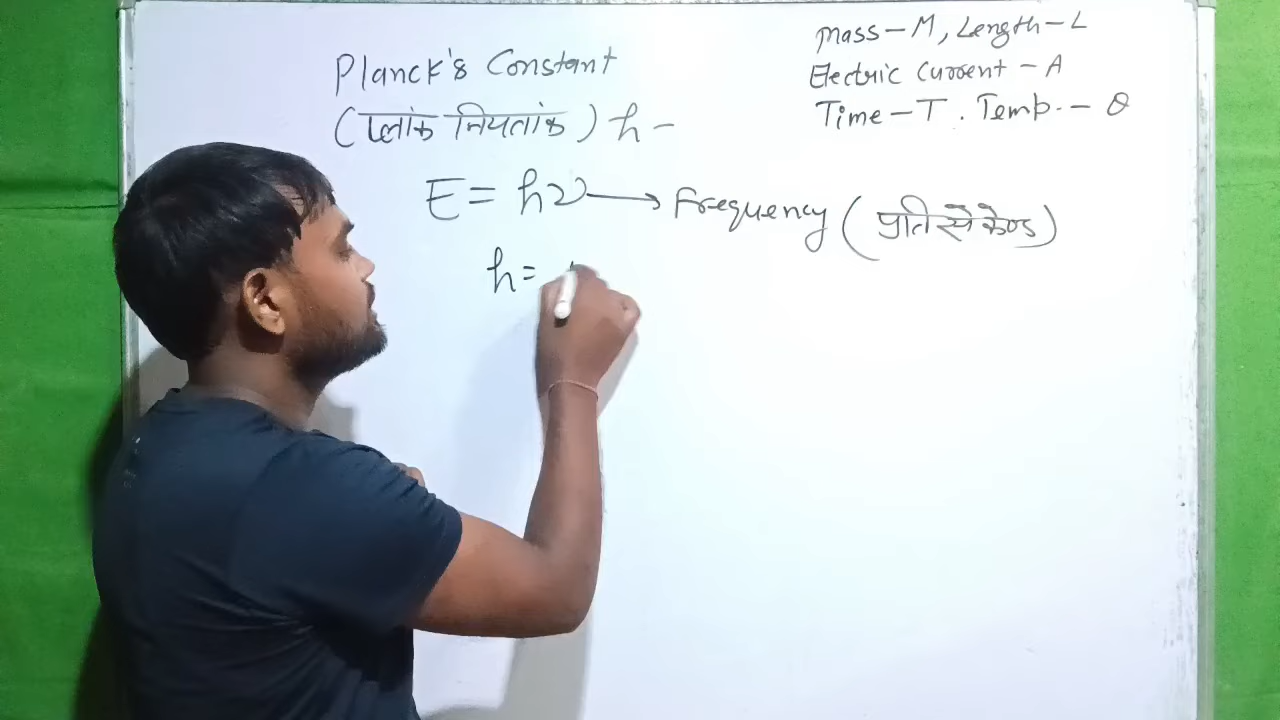 Planck's Constant
(प्लांक नियतांक) h -
E = hν → Frequency (प्रति सेकेण्ड)
h =
Mass - M, Length - L
Electric Current - A
Time - T. Temp. - θ